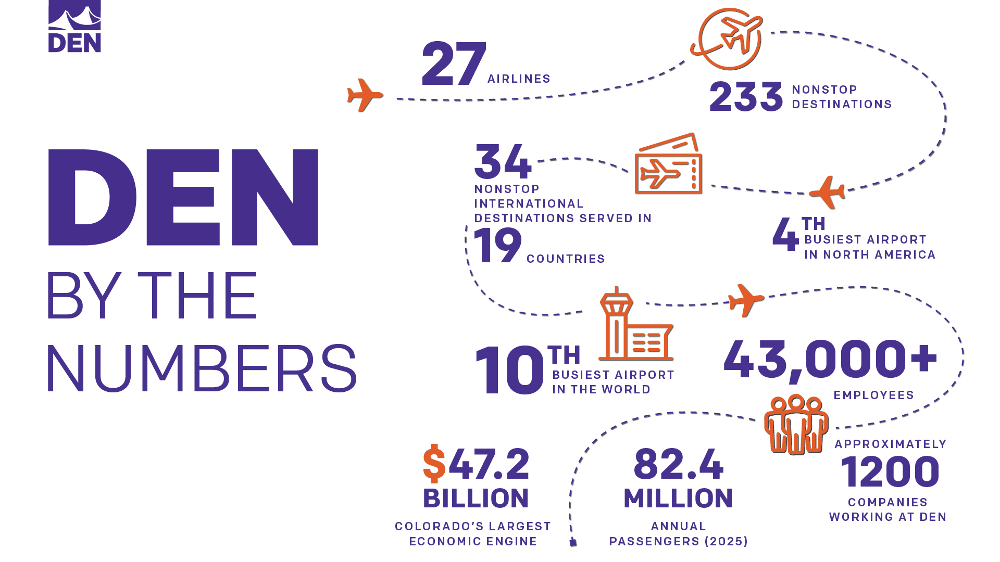 DEN
DEN
BY THE
NUMBERS
27 AIRLINES
233 NONSTOP
DESTINATIONS
34
NONSTOP
INTERNATIONAL
DESTINATIONS SERVED IN
19 COUNTRIES
4TH
BUSIEST AIRPORT
IN NORTH AMERICA
10TH
BUSIEST AIRPORT
IN THE WORLD
43,000+
EMPLOYEES
APPROXIMATELY
1200
COMPANIES
WORKING AT DEN
$47.2
BILLION
COLORADO’S LARGEST
ECONOMIC ENGINE
82.4
MILLION
ANNUAL
PASSENGERS (2025)